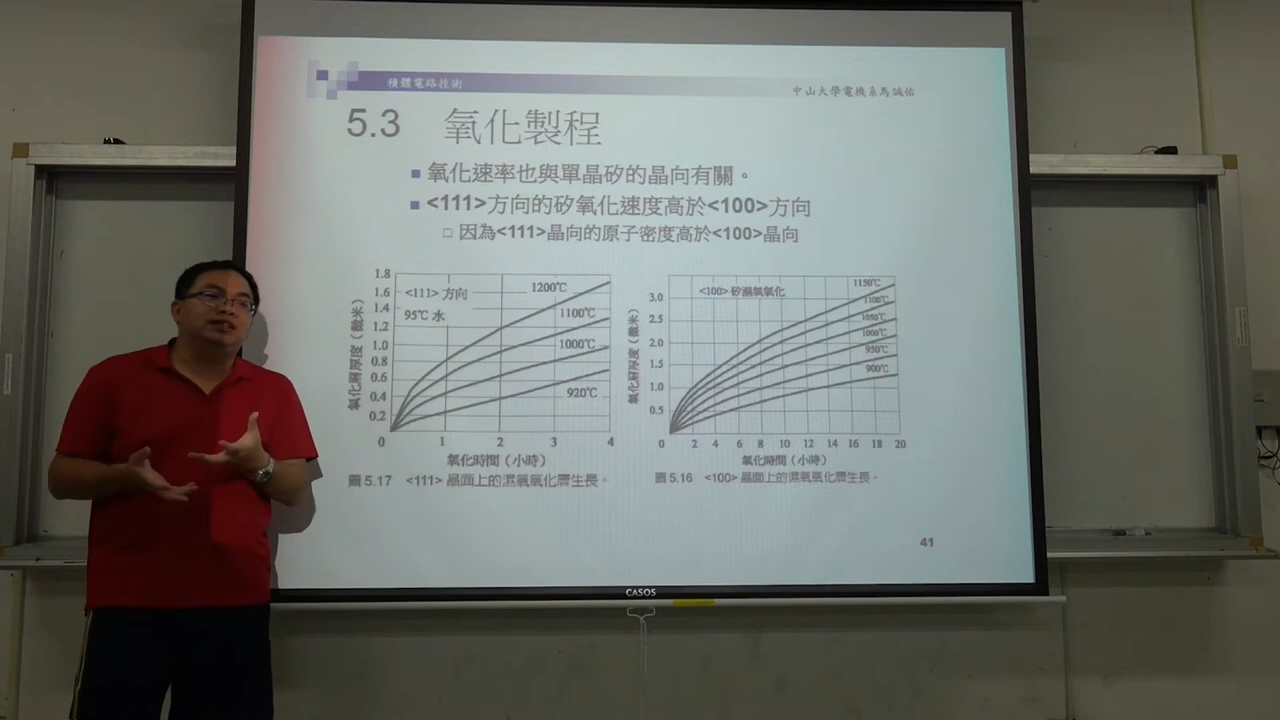 積體電路技術
中山大學電機系馬誠佑
5.3 氧化製程
氧化速率也與單晶矽的晶向有關。
<111>方向的矽氧化速度高於<100>方向
因為<111>晶向的原子密度高於<100>晶向
1.8
1.6
1.4
1.2
1.0
0.8
0.6
0.4
0.2
0
<111> 方向
95℃ 水
1200℃
1100℃
1000℃
920℃
1 2 3 4
氧化層厚度（微米）
氧化時間（小時）
圖 5.17 <111> 晶面上的濕氧氧化層生長。
3.0
2.5
2.0
1.5
1.0
0.5
0
<100> 矽濕氧氧化
1150℃
1100℃
1050℃
1000℃
950℃
900℃
2 4 6 8 10 12 14 16 18 20
氧化層厚度（微米）
氧化時間（小時）
圖 5.16 <100> 晶面上的濕氧氧化層生長。
41
CASOS